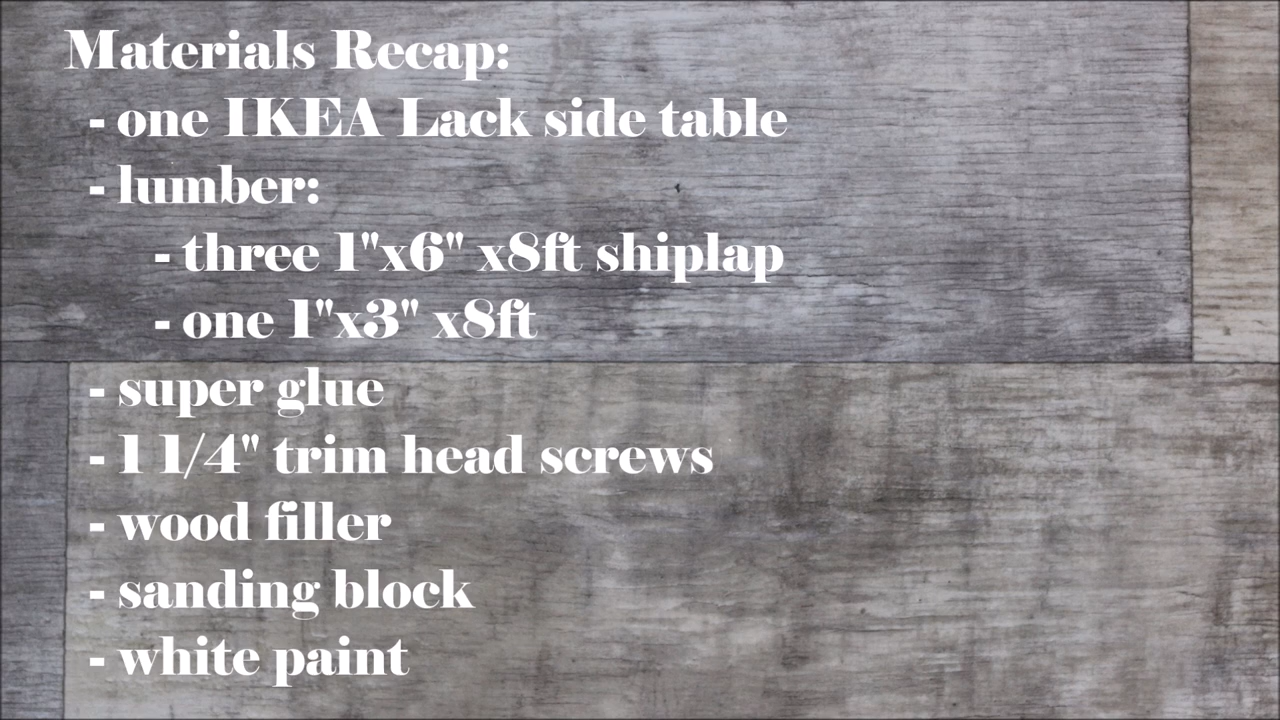 Materials Recap:
- one IKEA Lack side table
- lumber:
- three 1"x6" x8ft shiplap
- one 1"x3" x8ft
- super glue
- 1 1/4" trim head screws
- wood filler
- sanding block
- white paint